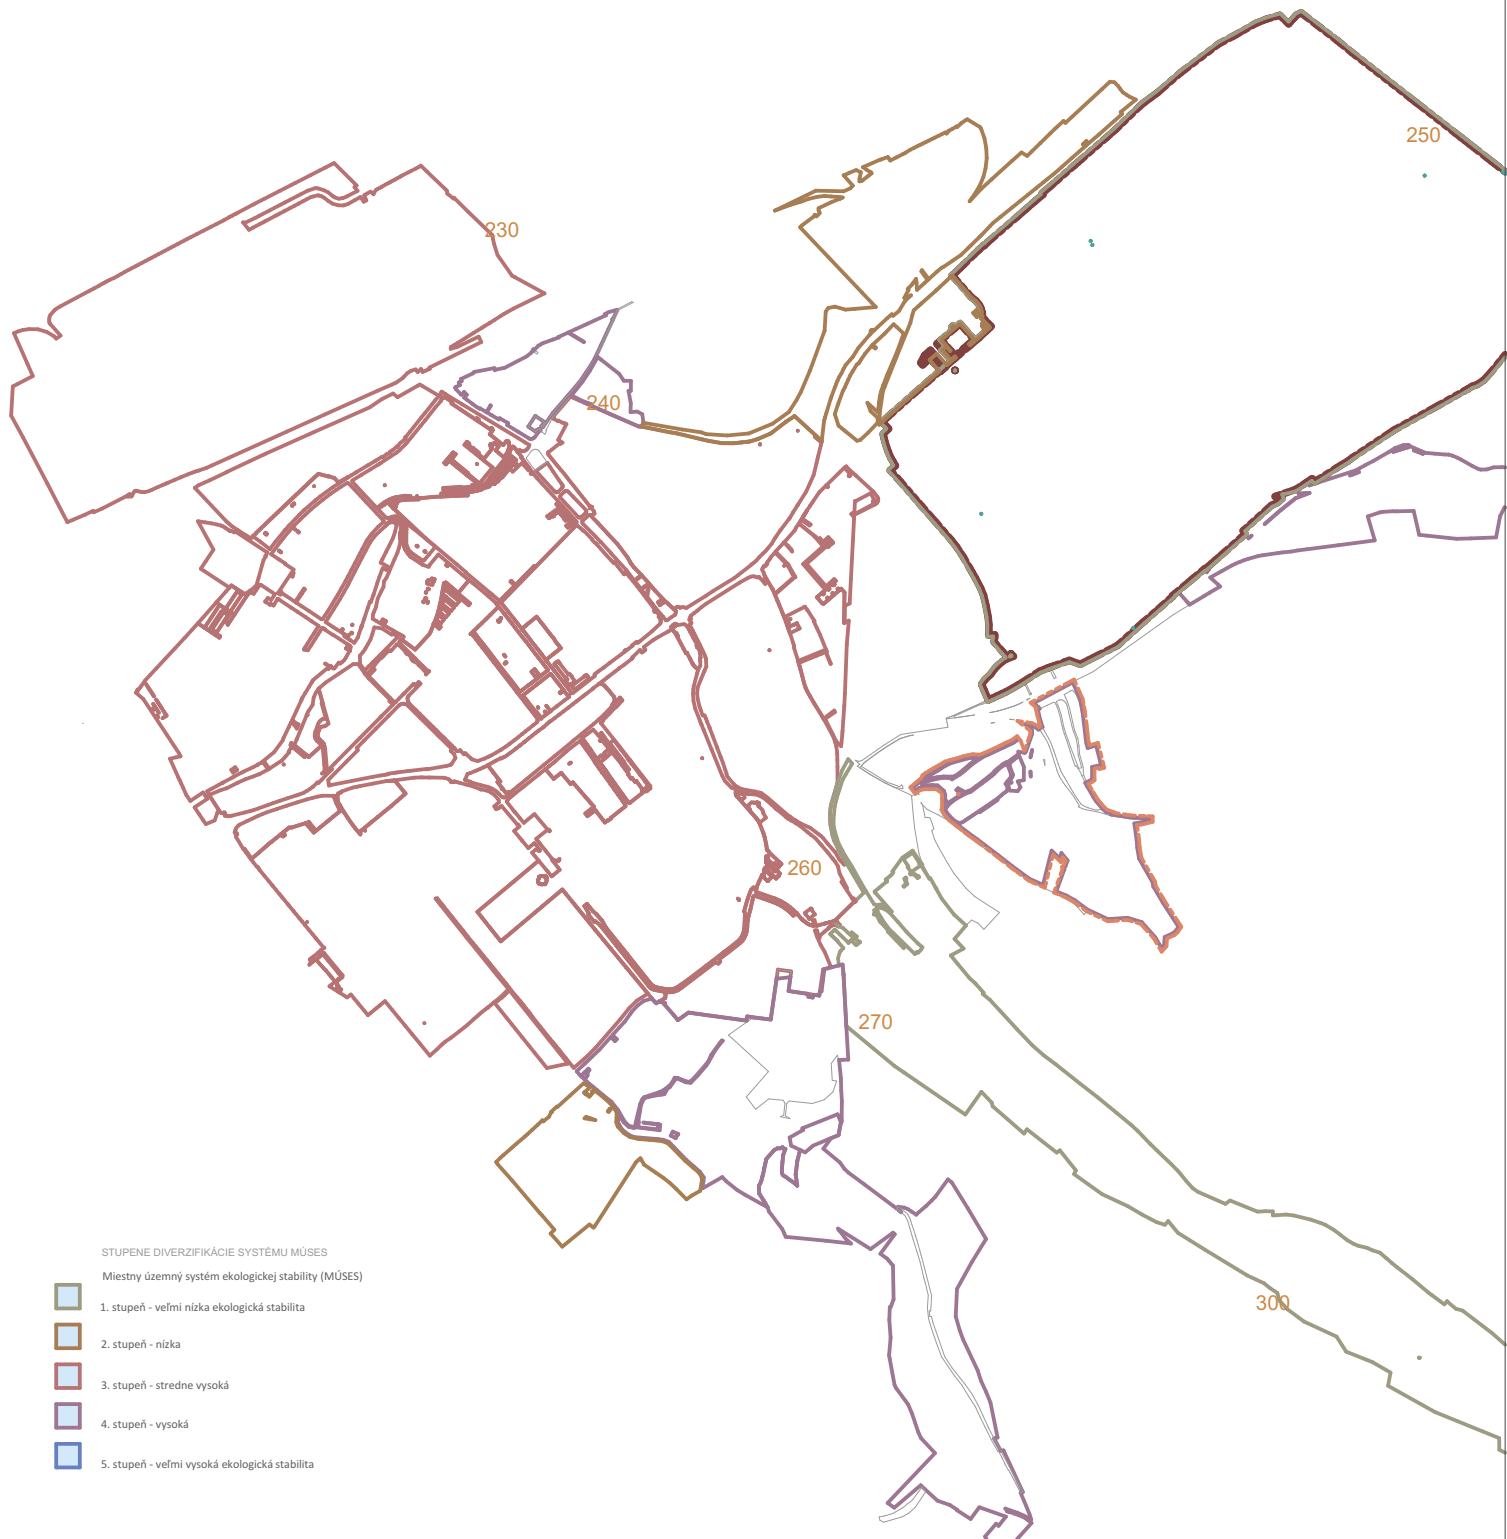 250
230
240
260
270
300
STUPENE DIVERZIFIKÁCIE SYSTÉMU MÚSES
Miestny územný systém ekologickej stability (MÚSES)
1. stupeň - veľmi nízka ekologická stabilita
2. stupeň - nízka
3. stupeň - stredne vysoká
4. stupeň - vysoká
5. stupeň - veľmi vysoká ekologická stabilita